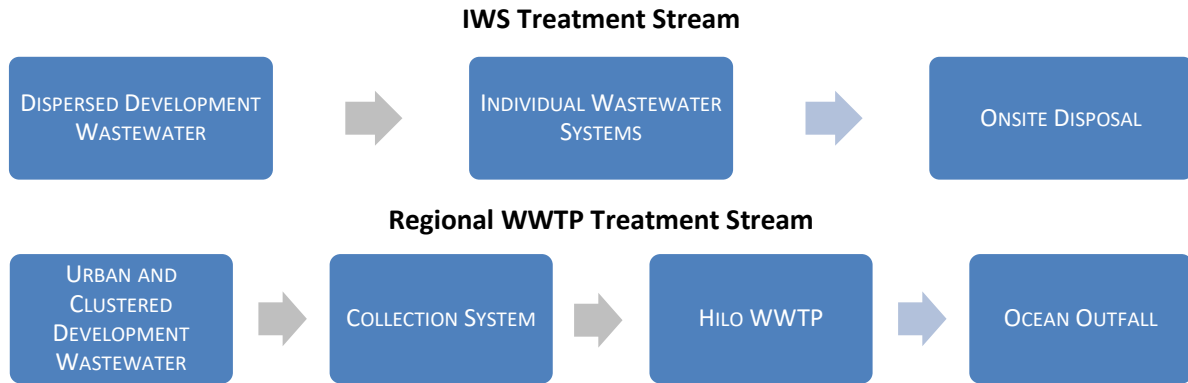 IWS Treatment Stream
DISPERSED DEVELOPMENT
WASTEWATER
INDIVIDUAL WASTEWATER
SYSTEMS
ONSITE DISPOSAL
Regional WWTP Treatment Stream
URBAN AND
CLUSTERED
DEVELOPMENT
WASTEWATER
COLLECTION SYSTEM
HILO WWTP
OCEAN OUTFALL